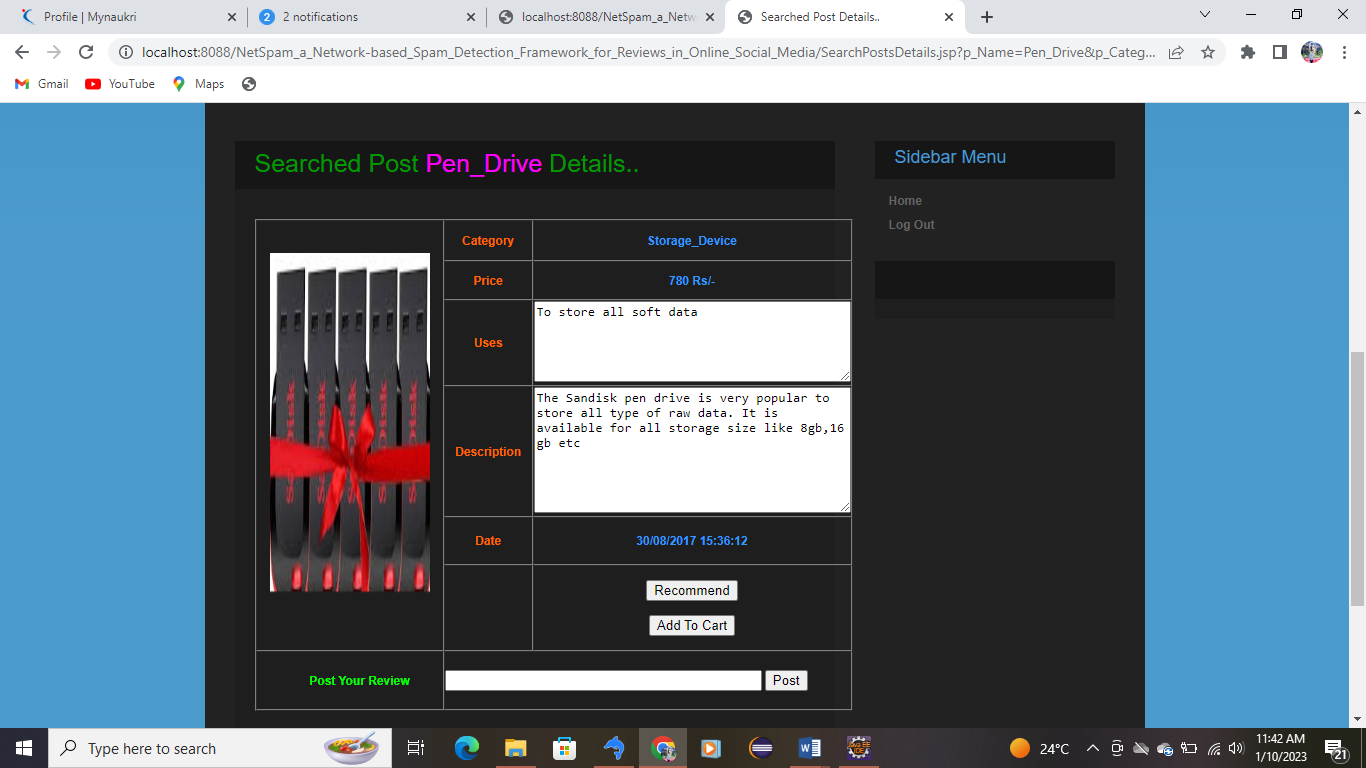 Profile | Mynaukri
2 2 notifications
localhost:8088/NetSpam_a_Netw
Searched Post Details..
localhost:8088/NetSpam_a_Network-based_Spam_Detection_Framework_for_Reviews_in_Online_Social_Media/SearchPostsDetails.jsp?p_Name=Pen_Drive&p_Categ...
Gmail
YouTube
Maps
Searched Post Pen_Drive Details..
Sidebar Menu
Home
Log Out
Category
Storage_Device
Price
780 Rs/-
Uses
To store all soft data
Description
The Sandisk pen drive is very popular to
store all type of raw data. It is
available for all storage size like 8gb,16
gb etc
Date
30/08/2017 15:36:12
Recommend
Add To Cart
Post Your Review
Post
Type here to search
24°C
11:42 AM
1/10/2023
21